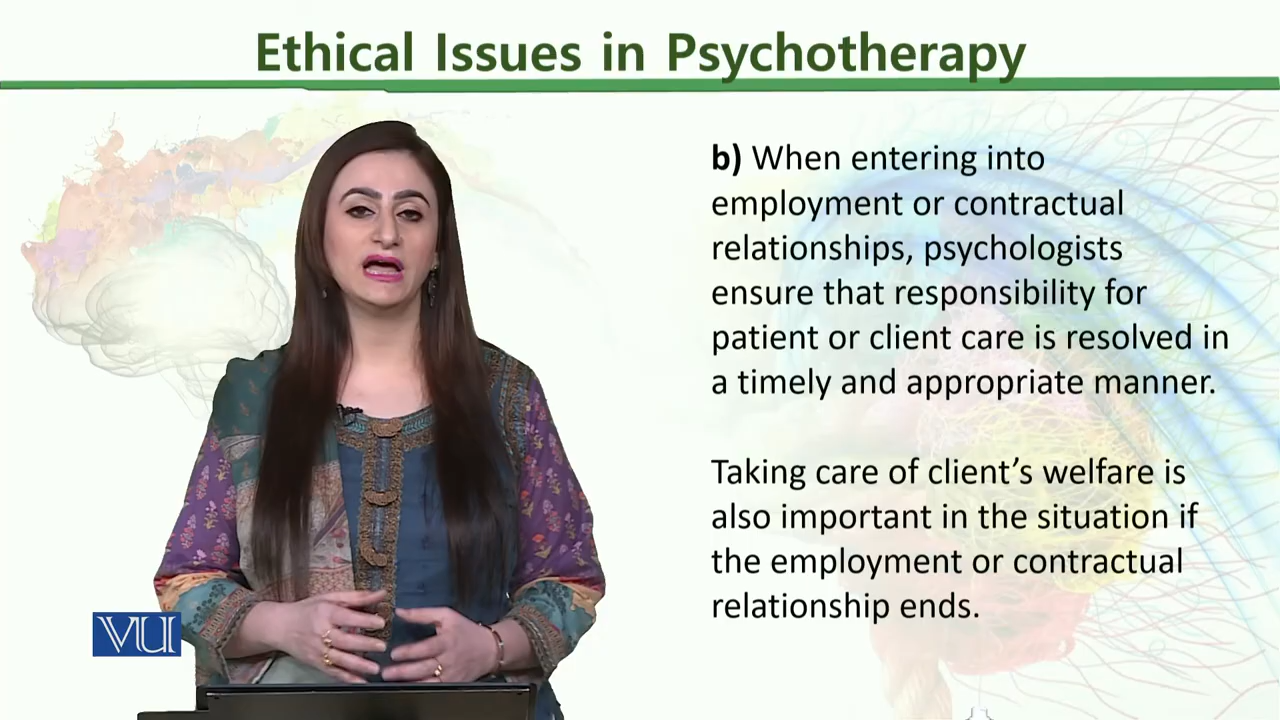 Ethical Issues in Psychotherapy
b) When entering into
employment or contractual
relationships, psychologists
ensure that responsibility for
patient or client care is resolved in
a timely and appropriate manner.
Taking care of client’s welfare is
also important in the situation if
the employment or contractual
relationship ends.
VU